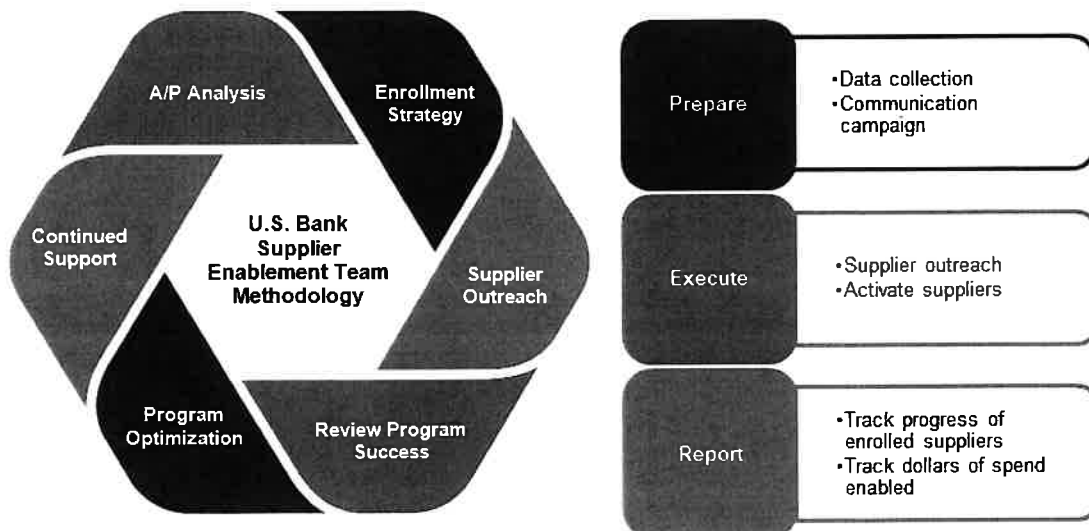 A/P Analysis
Enrollment
Strategy
Continued
Support
U.S. Bank
Supplier
Enablement Team
Methodology
Supplier
Outreach
Program
Optimization
Review Program
Success
Prepare
•Data collection
•Communication
campaign
Execute
•Supplier outreach
•Activate suppliers
Report
•Track progress of
enrolled suppliers
•Track dollars of spend
enabled